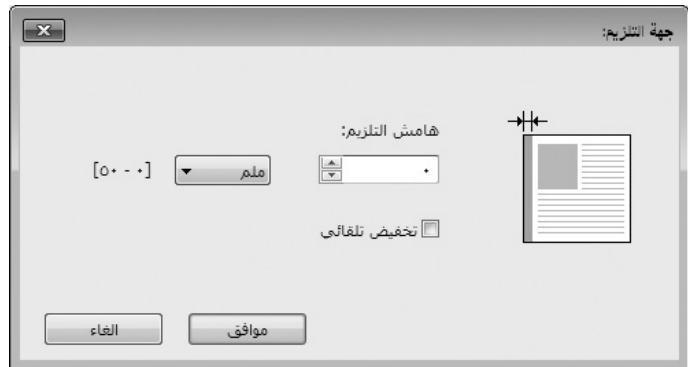 جهة التلزيم:
هامش التلزيم:
٠ ملم [٠ - ٥٠]
تخفيض تلقائي
موافق الغاء